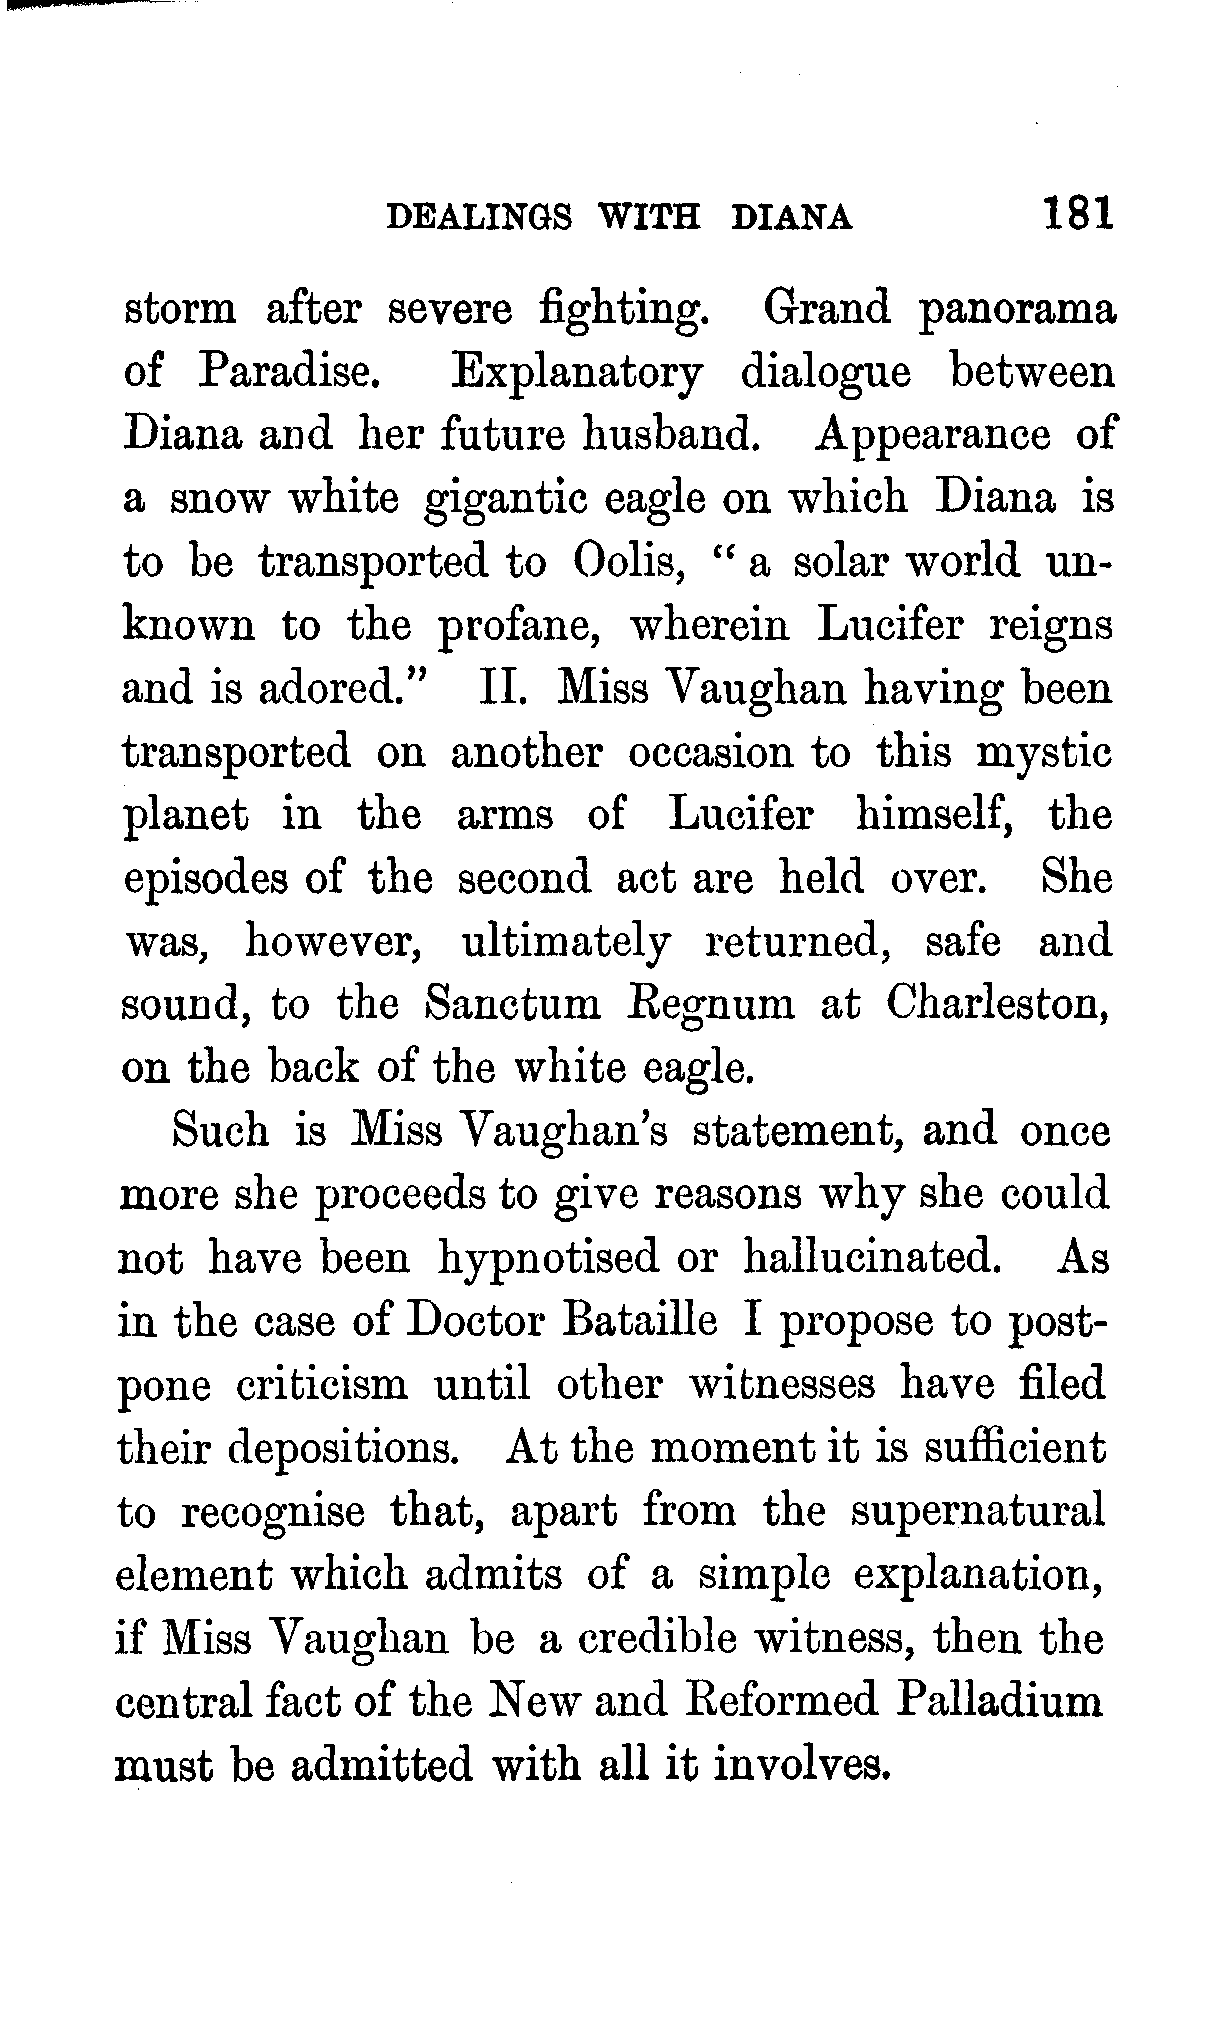 DEALINGS WITH DIANA 181
storm after severe fighting. Grand panorama
of Paradise. Explanatory dialogue between
Diana and her future husband. Appearance of
a snow white gigantic eagle on which Diana is
to be transported to Oolis, “ a solar world un-
known to the profane, wherein Lucifer reigns
and is adored.” II. Miss Vaughan having been
transported on another occasion to this mystic
planet in the arms of Lucifer himself, the
episodes of the second act are held over. She
was, however, ultimately returned, safe and
sound, to the Sanctum Regnum at Charleston,
on the back of the white eagle.
Such is Miss Vaughan’s statement, and once
more she proceeds to give reasons why she could
not have been hypnotised or hallucinated. As
in the case of Doctor Bataille I propose to post-
pone criticism until other witnesses have filed
their depositions. At the moment it is sufficient
to recognise that, apart from the supernatural
element which admits of a simple explanation,
if Miss Vaughan be a credible witness, then the
central fact of the New and Reformed Palladium
must be admitted with all it involves.